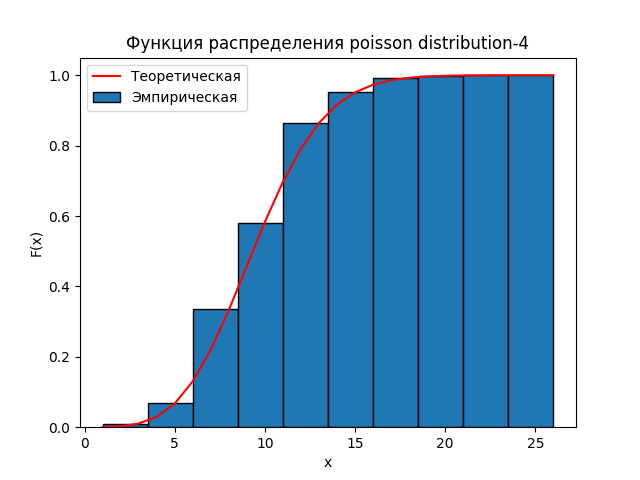 Функция распределения poisson distribution-4
Теоретическая
Эмпирическая
F(x)
1.0
0.8
0.6
0.4
0.2
0.0
0 5 10 15 20 25
x